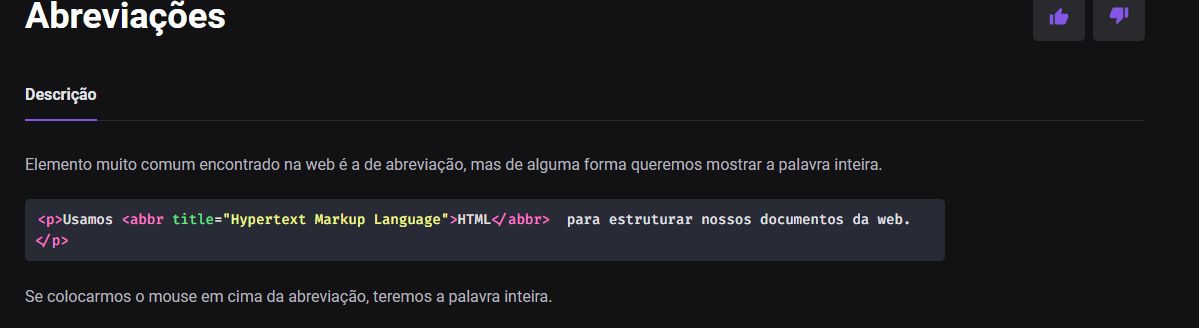 Abreviações
Descrição
Elemento muito comum encontrado na web é a de abreviação, mas de alguma forma queremos mostrar a palavra inteira.
<p>Usamos <abbr title="Hypertext Markup Language">HTML</abbr>  para estruturar nossos documentos da web.
</p>
Se colocarmos o mouse em cima da abreviação, teremos a palavra inteira.